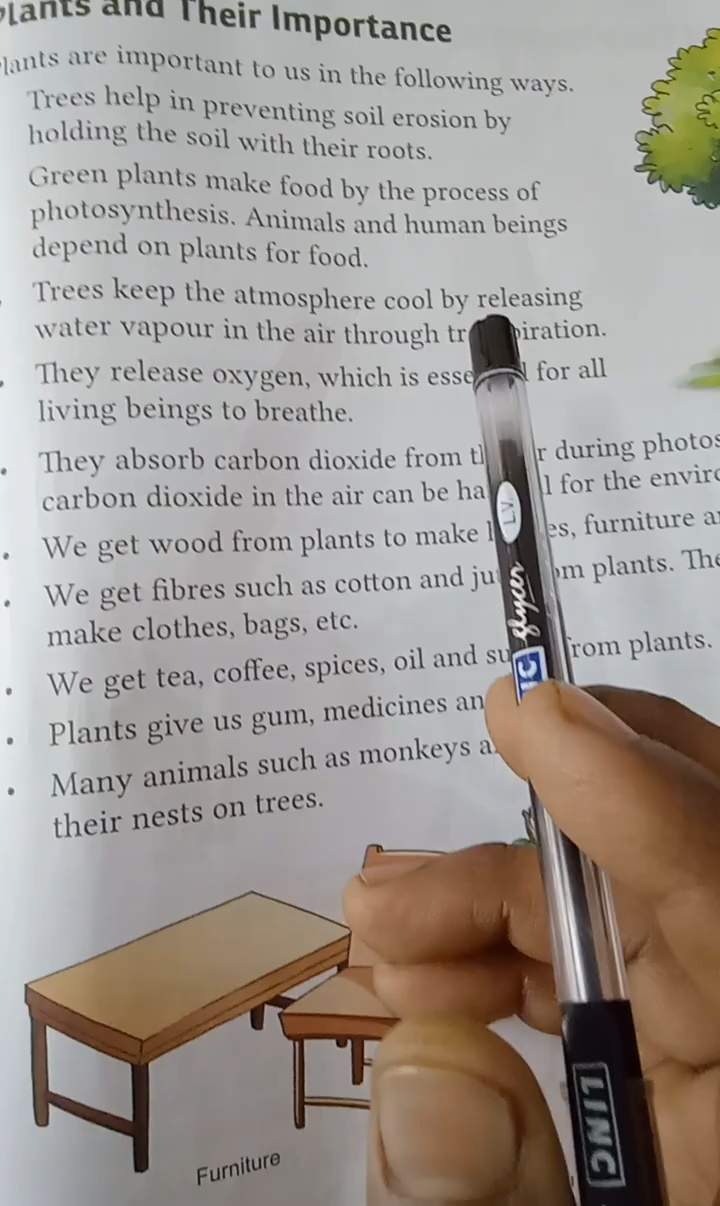 Plants and Their Importance
Plants are important to us in the following ways.
Trees help in preventing soil erosion by
holding the soil with their roots.
Green plants make food by the process of
photosynthesis. Animals and human beings
depend on plants for food.
Trees keep the atmosphere cool by releasing
water vapour in the air through
They release oxygen, which is for all
living beings to breathe.
• They absorb carbon dioxide from during
carbon dioxide in the air can be for the
• We get wood from plants to make furniture
• We get fibres such as cotton and plants.
make clothes, bags, etc.
• We get tea, coffee, spices, oil and from plants.
• Plants give us gum, medicines
• Many animals such as monkeys
their nests on trees.
Furniture
LV
glycer
LINC